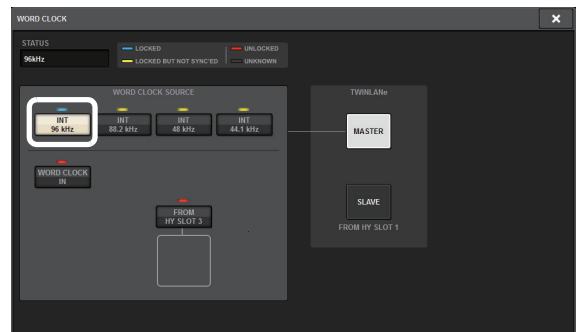 WORD CLOCK
STATUS
96kHz
LOCKED
UNLOCKED
LOCKED BUT NOT SYNC'ED
UNKNOWN
WORD CLOCK SOURCE
INT
96 kHz
INT
88.2 kHz
INT
48 kHz
INT
44.1 kHz
WORD CLOCK
IN
FROM
HY SLOT 3
TWINLANe
MASTER
SLAVE
FROM HY SLOT 1